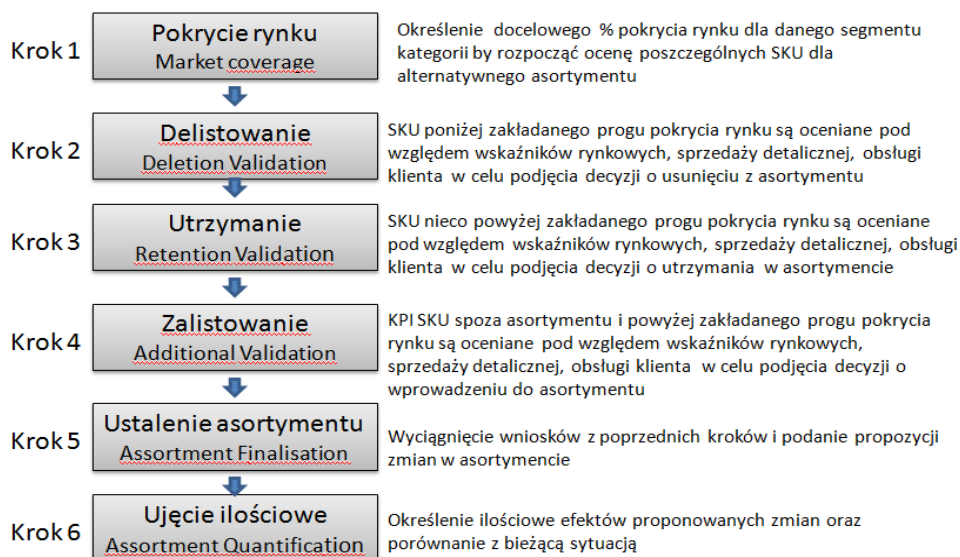 Krok 1
Pokrycie rynku
Market coverage
Określenie docelowego % pokrycia rynku dla danego segmentu
kategorii by rozpocząć ocenę poszczególnych SKU dla
alternatywnego asortymentu
Krok 2
Delistowanie
Deletion Validation
SKU poniżej zakładanego progu pokrycia rynku są oceniane pod
względem wskaźników rynkowych, sprzedaży detalicznej, obsługi
klienta w celu podjęcia decyzji o usunięciu z asortymentu
Krok 3
Utrzymanie
Retention Validation
SKU nieco powyżej zakładanego progu pokrycia rynku są oceniane
pod względem wskaźników rynkowych, sprzedaży detalicznej, obsługi
klienta w celu podjęcia decyzji o utrzymania w asortymencie
Krok 4
Zalistowanie
Additional Validation
KPI SKU spoza asortymentu i powyżej zakładanego progu pokrycia
rynku są oceniane pod względem wskaźników rynkowych,
sprzedaży detalicznej, obsługi klienta w celu podjęcia decyzji o
wprowadzeniu do asortymentu
Krok 5
Ustalenie asortymentu
Assortment Finalisation
Wyciągnięcie wniosków z poprzednich kroków i podanie propozycji
zmian w asortymencie
Krok 6
Ujęcie ilościowe
Assortment Quantification
Określenie ilościowe efektów proponowanych zmian oraz
porównanie z bieżącą sytuacją